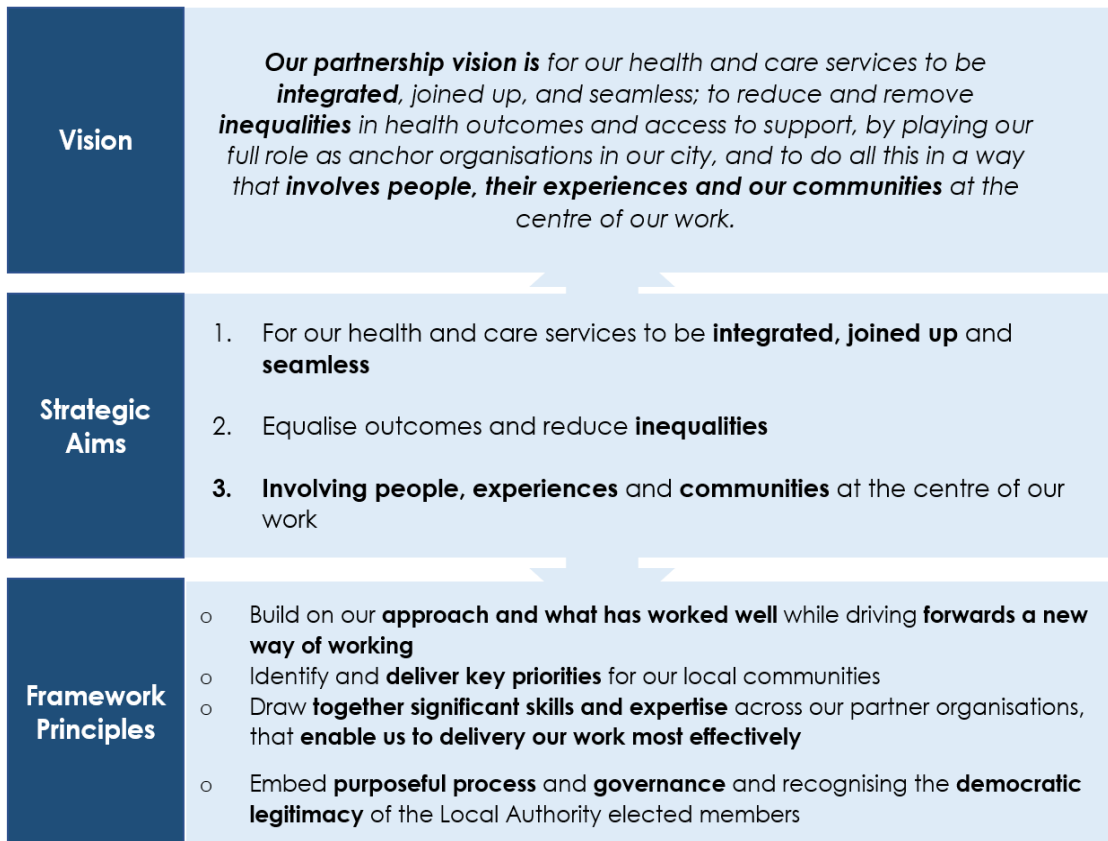 Vision
Our partnership vision is for our health and care services to be
integrated, joined up, and seamless; to reduce and remove
inequalities in health outcomes and access to support, by playing our
full role as anchor organisations in our city, and to do all this in a way
that involves people, their experiences and our communities at the
centre of our work.
Strategic
Aims
1. For our health and care services to be integrated, joined up and
seamless
2. Equalise outcomes and reduce inequalities
3. Involving people, experiences and communities at the centre of our
work
Framework
Principles
o Build on our approach and what has worked well while driving forwards a new
way of working
o Identify and deliver key priorities for our local communities
o Draw together significant skills and expertise across our partner organisations,
that enable us to delivery our work most effectively
o Embed purposeful process and governance and recognising the democratic
legitimacy of the Local Authority elected members